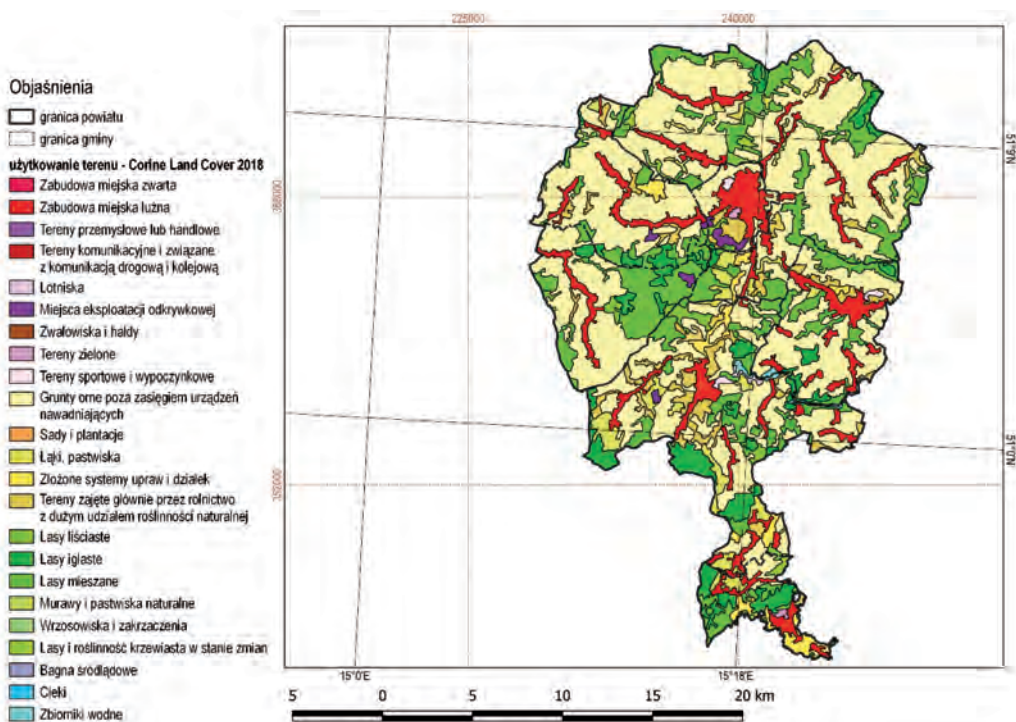 225000 240000
Objaśnienia
granica powiatu
granica gminy
użytkowanie terenu - Corine Land Cover 2018
Zabudowa miejska zwarta
Zabudowa miejska luźna
Tereny przemysłowe lub handlowe
Tereny komunikacyjne i związane
z komunikacją drogową i kolejową
Lotniska
Miejsca eksploatacji odkrywkowej
Zwałowiska i hałdy
Tereny zielone
Tereny sportowe i wypoczynkowe
Grunty orne poza zasięgiem urządzeń
nawadniających
Sady i plantacje
Łąki, pastwiska
Złożone systemy upraw i działek
Tereny zajęte głównie przez rolnictwo
z dużym udziałem roślinności naturalnej
Lasy liściaste
Lasy iglaste
Lasy mieszane
Murawy i pastwiska naturalne
Wrzosowiska i zakrzaczenia
Lasy i roślinność krzewiasta w stanie zmian
Bagna śródlądowe
Cieki
Zbiorniki wodne
51°9'N
51°0'N
15°0'E 15°18'E
5 0 5 10 15 20 km